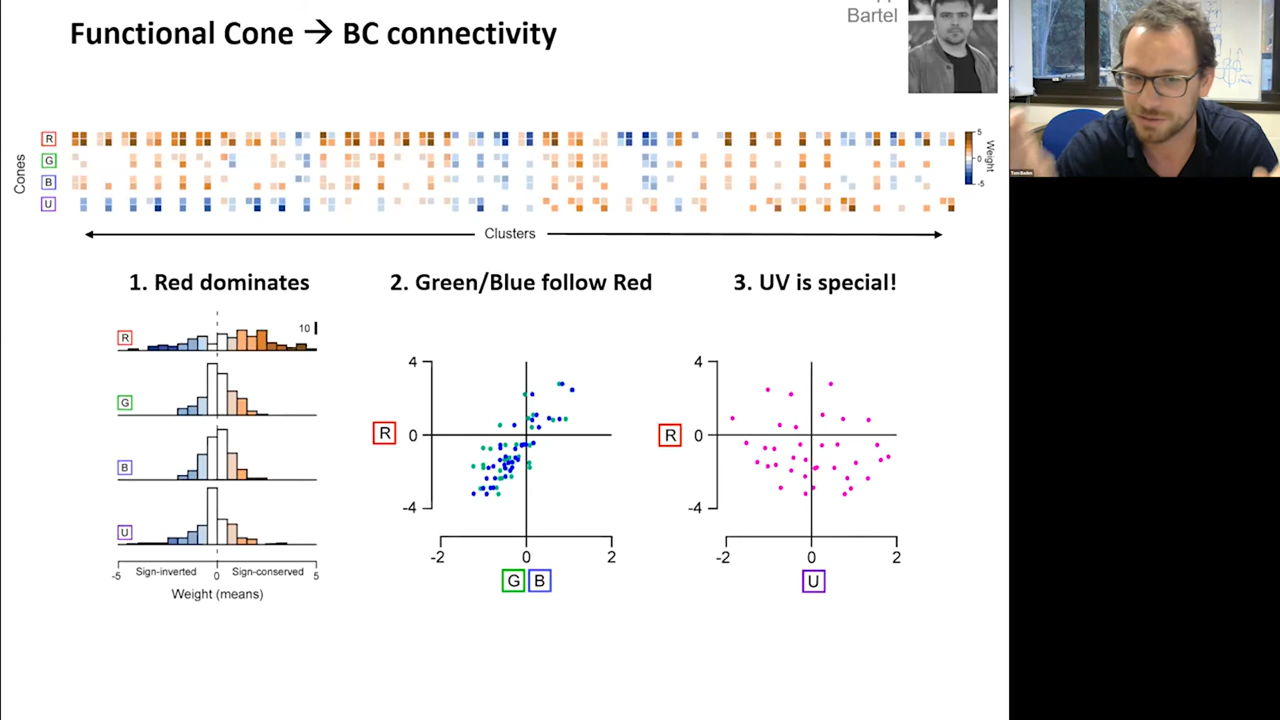 Functional Cone → BC connectivity
Bartel
Cones
R
G
B
U
5
0
-5
Weight
Clusters
1. Red dominates
2. Green/Blue follow Red
3. UV is special!
R
10
G
B
U
-5
Sign-inverted
0
Sign-conserved
5
Weight (means)
4
R
0
-4
-2
0
2
G
B
4
R
0
-4
-2
0
2
U
Tom Baden